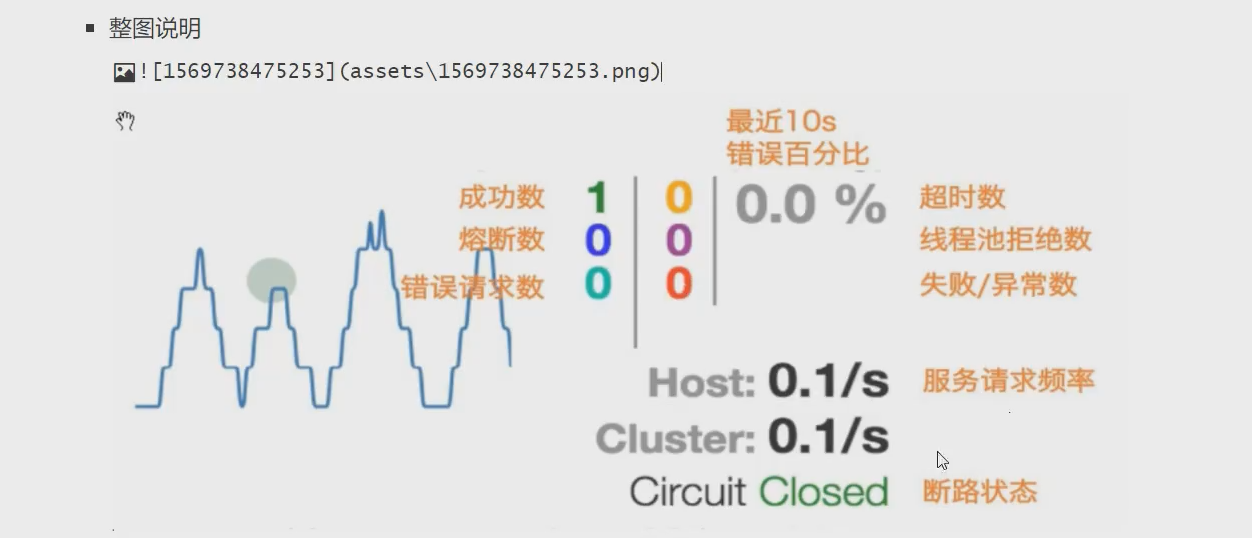 整图说明
![1569738475253](assets\1569738475253.png)
最近10s
错误百分比
成功数 1 0 0.0 % 超时数
熔断数 0 0 线程池拒绝数
错误请求数 0 0 失败/异常数
Host: 0.1/s 服务请求频率
Cluster: 0.1/s
Circuit Closed 断路状态